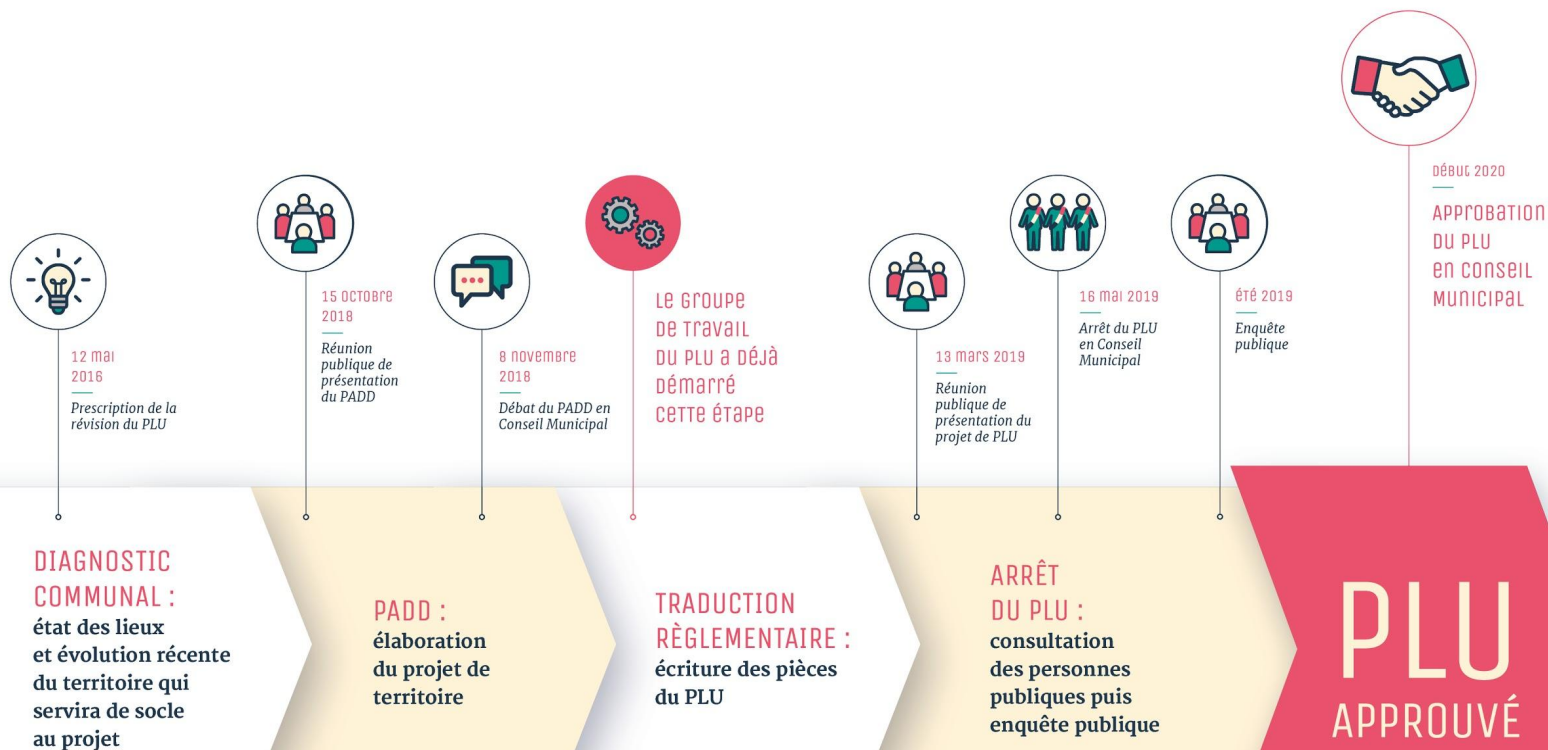 12 mai
2016
Prescription de la
révision du PLU
15 octobre
2018
Réunion
publique de
présentation
du PADD
8 novembre
2018
Débat du PADD en
Conseil Municipal
Le groupe
de travail
du PLU a déjà
démarré
cette étape
13 mars 2019
Réunion
publique de
présentation du
projet de PLU
16 mai 2019
Arrêt du PLU
en Conseil
Municipal
été 2019
Enquête
publique
Début 2020
Approbation
du PLU
en Conseil
Municipal
DIAGNOSTIC
COMMUNAL :
état des lieux
et évolution récente
du territoire qui
servira de socle
au projet
PADD :
élaboration
du projet de
territoire
TRADUCTION
RÈGLEMENTAIRE :
écriture des pièces
du PLU
ARRÊT
DU PLU :
consultation
des personnes
publiques puis
enquête publique
PLU
APPROUVÉ